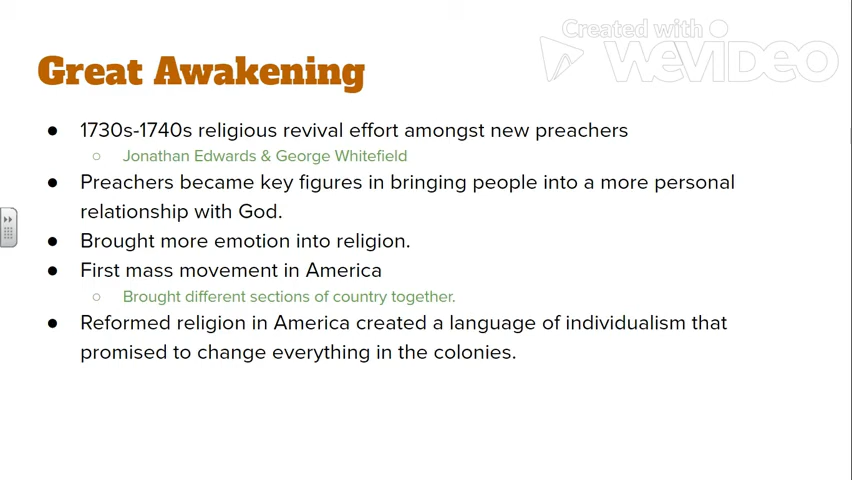 Created with
WeVideo
Great Awakening
● 1730s-1740s religious revival effort amongst new preachers
○ Jonathan Edwards & George Whitefield
● Preachers became key figures in bringing people into a more personal
relationship with God.
● Brought more emotion into religion.
● First mass movement in America
○ Brought different sections of country together.
● Reformed religion in America created a language of individualism that
promised to change everything in the colonies.